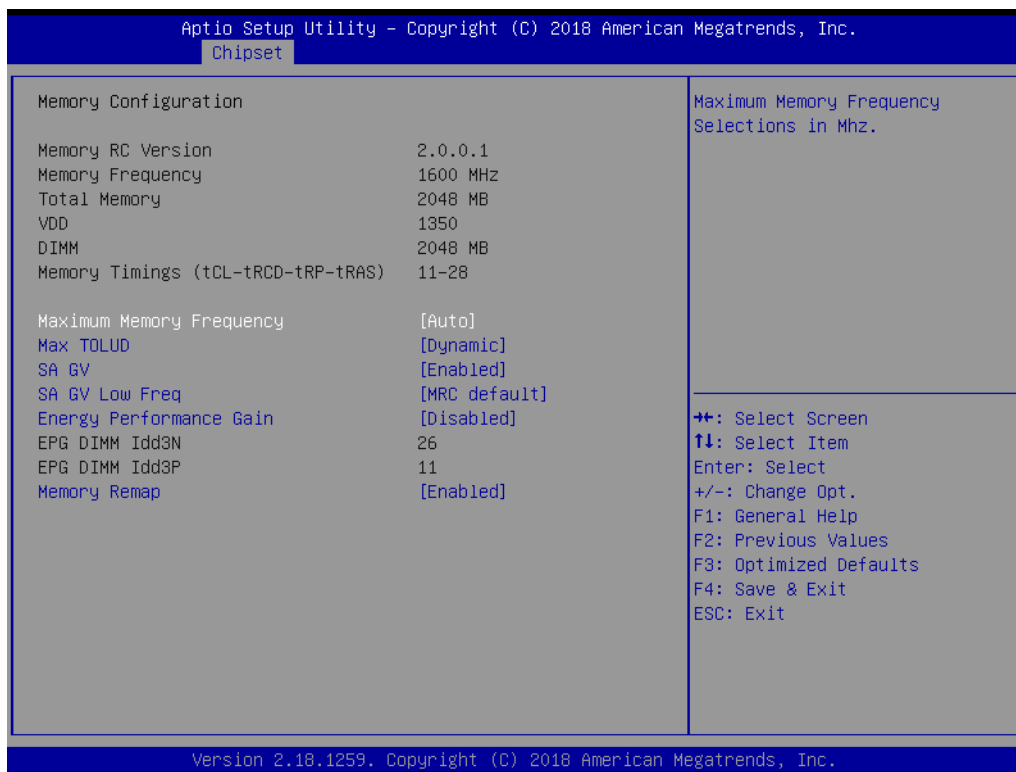 Aptio Setup Utility – Copyright (C) 2018 American Megatrends, Inc.
Chipset
Memory Configuration
Memory RC Version 2.0.0.1
Memory Frequency 1600 MHz
Total Memory 2048 MB
VDD 1350
DIMM 2048 MB
Memory Timings (tCL-tRCD-tRP-tRAS) 11-28
Maximum Memory Frequency [Auto]
Max TOLUD [Dynamic]
SA GV [Enabled]
SA GV Low Freq [MRC default]
Energy Performance Gain [Disabled]
EPG DIMM Idd3N 26
EPG DIMM Idd3P 11
Memory Remap [Enabled]
Maximum Memory Frequency
Selections in Mhz.
→←: Select Screen
↑↓: Select Item
Enter: Select
+/-: Change Opt.
F1: General Help
F2: Previous Values
F3: Optimized Defaults
F4: Save & Exit
ESC: Exit
Version 2.18.1259. Copyright (C) 2018 American Megatrends, Inc.